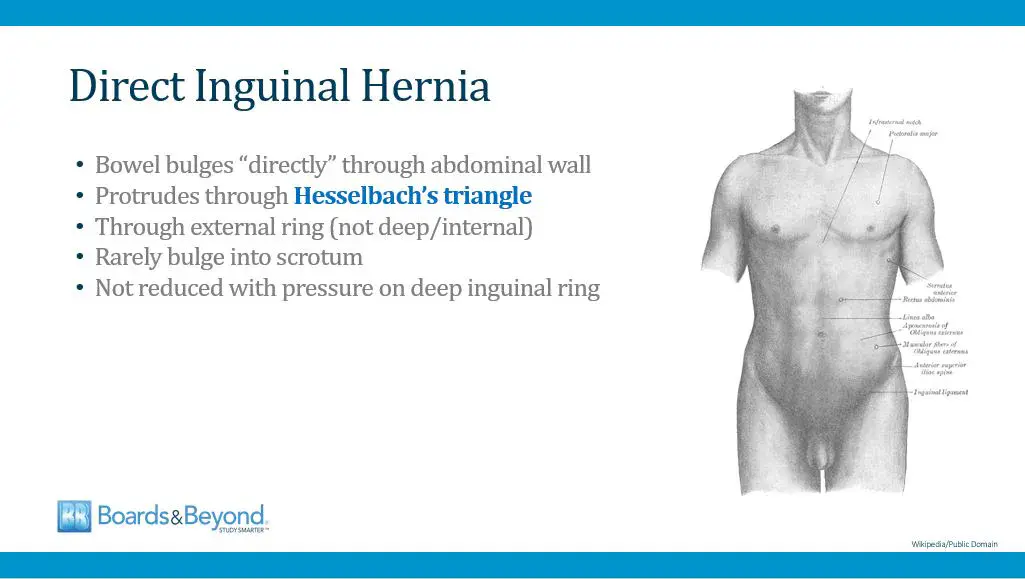 Direct Inguinal Hernia
• Bowel bulges “directly” through abdominal wall
• Protrudes through Hesselbach’s triangle
• Through external ring (not deep/internal)
• Rarely bulge into scrotum
• Not reduced with pressure on deep inguinal ring
Infrasternal notch
Pectoralis major
Serratus
anterior
Rectus abdominis
Linea alba
Aponeurosis of
Obliquus externus
Muscular fibers of
Obliquus externus
Anterior superior
iliac spine
Inguinal ligament
BB Boards&Beyond®
STUDY SMARTER™
Wikipedia/Public Domain